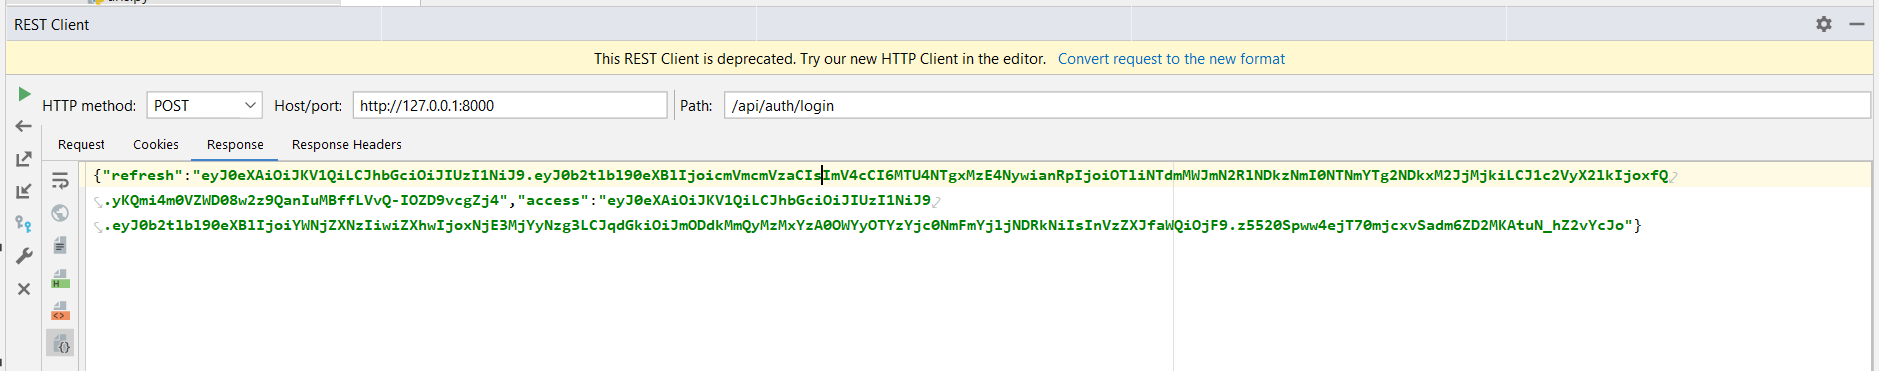 REST Client
This REST Client is deprecated. Try our new HTTP Client in the editor. Convert request to the new format
HTTP method: POST Host/port: http://127.0.0.1:8000 Path: /api/auth/login
Request Cookies Response Response Headers
{"refresh":"eyJ0eXAiOiJKV1QiLCJhbGciOiJIUzI1NiJ9.eyJ0b2tlbl90eXBlIjoicmVmcmVzaCIsImV4cCI6MTU4NTgxMzE4NywianRpIjoiOTliNTdmMWJmN2RlNDkzNmI0NTNmYTg2NDkxM2JjMjkiLCJ1c2VyX2lkIjoxfQ
.yKQmi4m0VZWD08w2z9QanIuMBffLVvQ-IOZD9vcgZj4","access":"eyJ0eXAiOiJKV1QiLCJhbGciOiJIUzI1NiJ9
.eyJ0b2tlbl90eXBlIjoiYWNjZXNzIiwiZXhwIjoxNjE3MjYyNzg3LCJqdGkiOiJmODdkMmQyMzMxYzA0OWYyOTYzYjc0NmFmYjljNDRkNiIsInVzZXJfaWQiOjF9.z5520Spww4ejT70mjcxvSadm6ZD2MKAtuN_hZ2vYcJo"}